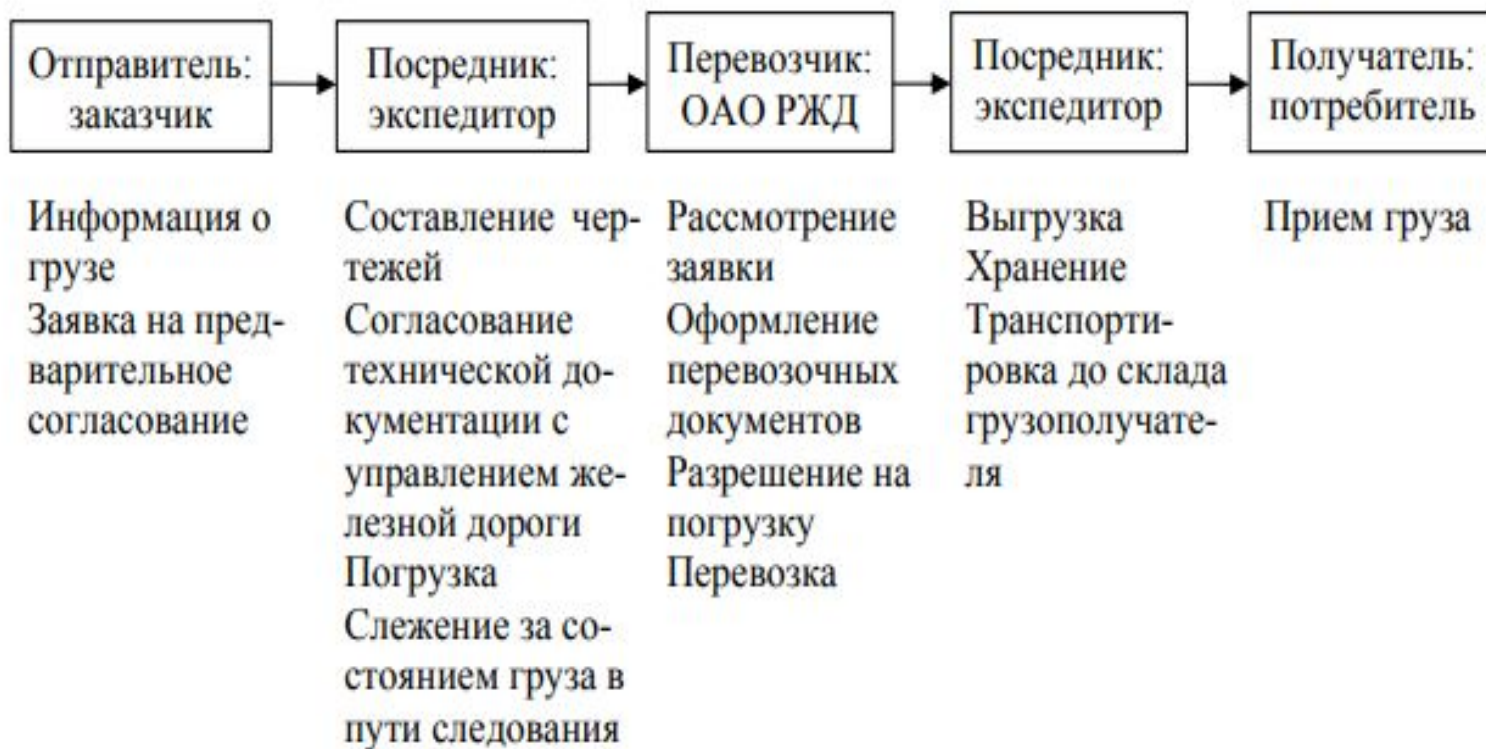 Отправитель:
заказчик
Посредник:
экспедитор
Перевозчик:
ОАО РЖД
Посредник:
экспедитор
Получатель:
потребитель
Информация о
грузе
Заявка на пред-
варительное
согласование
Составление чер-
тежей
Согласование
технической до-
кументации с
управлением же-
лезной дороги
Погрузка
Слежение за со-
стоянием груза в
пути следования
Рассмотрение
заявки
Оформление
перевозочных
документов
Разрешение на
погрузку
Перевозка
Выгрузка
Хранение
Транспорти-
ровка до склада
грузополучате-
ля
Прием груза